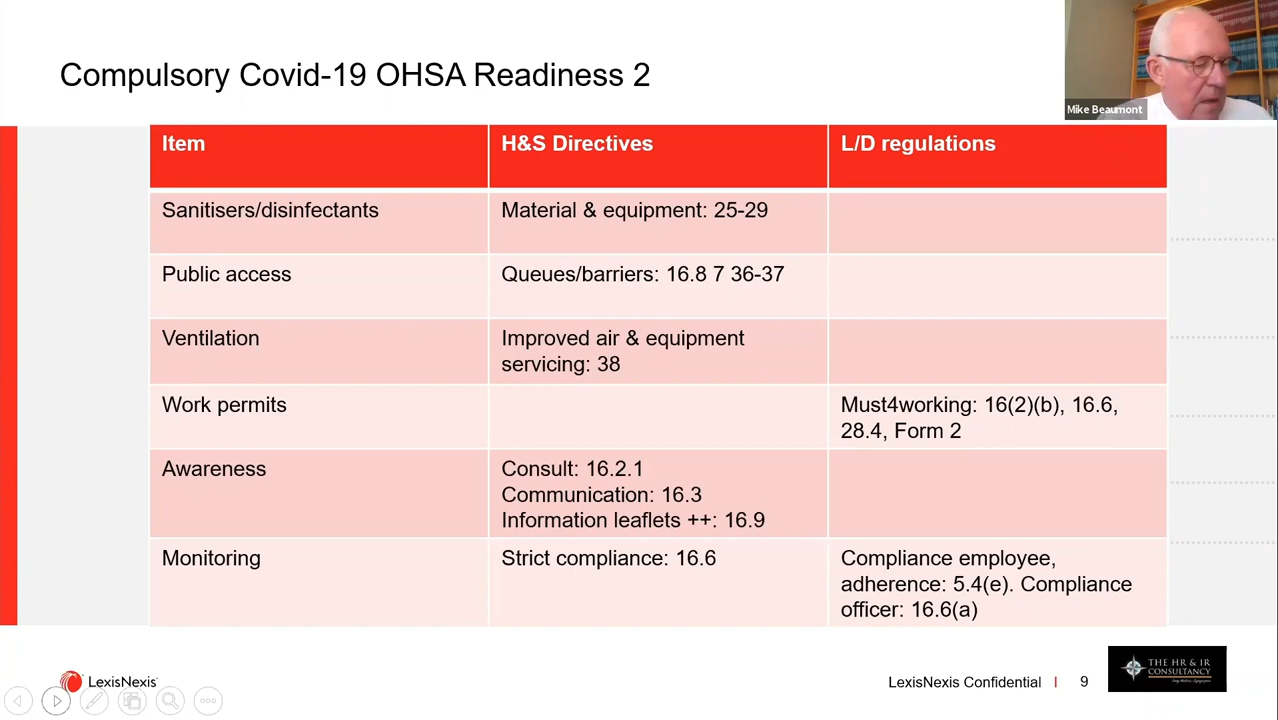 Compulsory Covid-19 OHSA Readiness 2
Mike Beaumont
Item
H&S Directives
L/D regulations
Sanitisers/disinfectants
Material & equipment: 25-29
Public access
Queues/barriers: 16.8 7 36-37
Ventilation
Improved air & equipment
servicing: 38
Work permits
Must4working: 16(2)(b), 16.6,
28.4, Form 2
Awareness
Consult: 16.2.1
Communication: 16.3
Information leaflets ++: 16.9
Monitoring
Strict compliance: 16.6
Compliance employee,
adherence: 5.4(e). Compliance
officer: 16.6(a)
LexisNexis
LexisNexis Confidential
9
THE HR & IR
CONSULTANCY